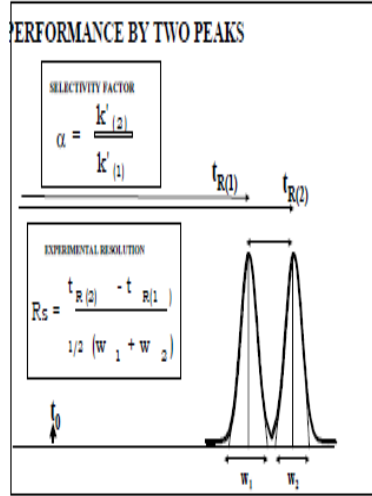 PERFORMANCE BY TWO PEAKS
SELECTIVITY FACTOR
α = k'(2) / k'(1)
tR(1)
tR(2)
EXPERIMENTAL RESOLUTION
Rs = tR(2) - tR(1) / 1/2 (w1 + w2)
t0
w1 w2